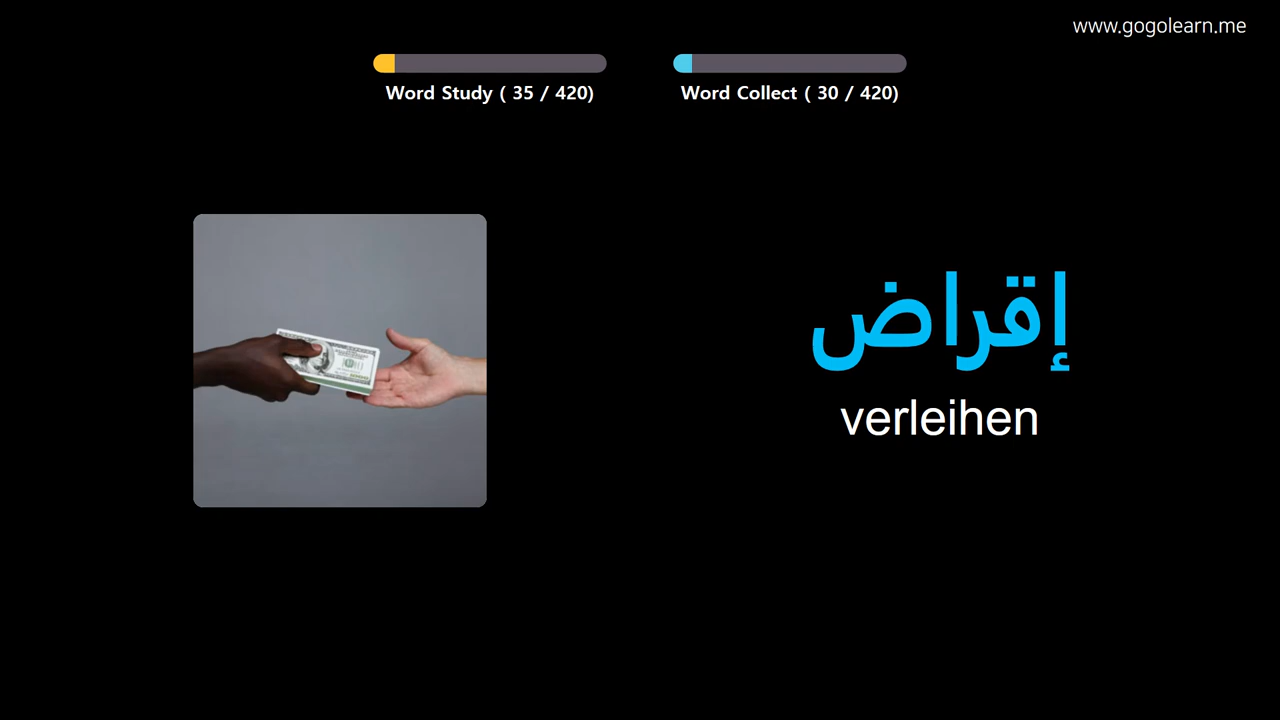 www.gogolearn.me
Word Study ( 35 / 420)
Word Collect ( 30 / 420)
إقراض
verleihen